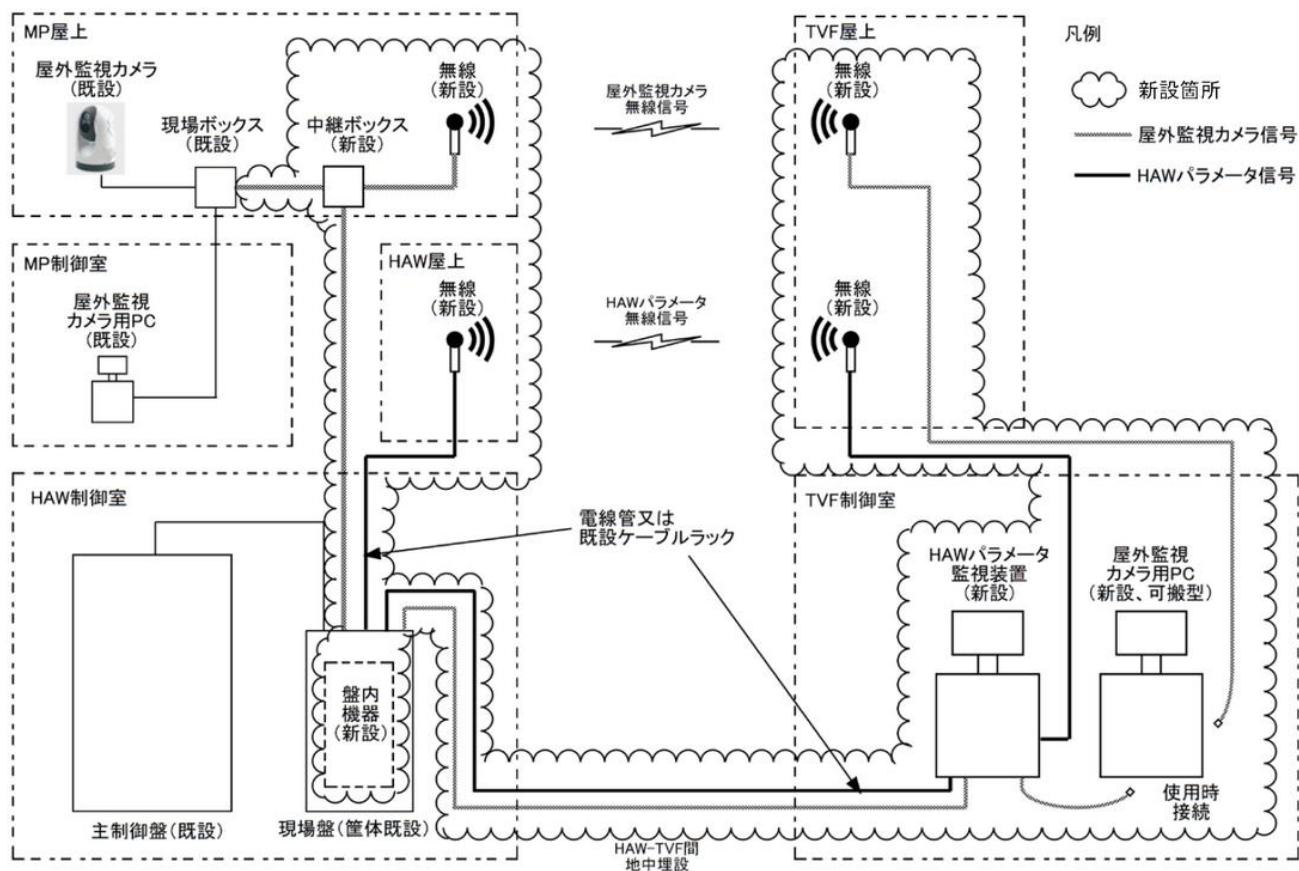 MP屋上
屋外監視カメラ
(既設)
現場ボックス
(既設)
中継ボックス
(新設)
無線
(新設)
屋外監視カメラ
無線信号
TVF屋上
無線
(新設)
凡例
新設箇所
屋外監視カメラ信号
HAWパラメータ信号
MP制御室
屋外監視
カメラ用PC
(既設)
HAW屋上
無線
(新設)
HAWパラメータ
無線信号
無線
(新設)
HAW制御室
電線管又は
既設ケーブルラック
TVF制御室
HAWパラメータ
監視装置
(新設)
屋外監視
カメラ用PC
(新設、可搬型)
盤内
機器
(新設)
使用時
接続
主制御盤(既設)
現場盤(筐体既設)
HAW-TVF間
地中埋設